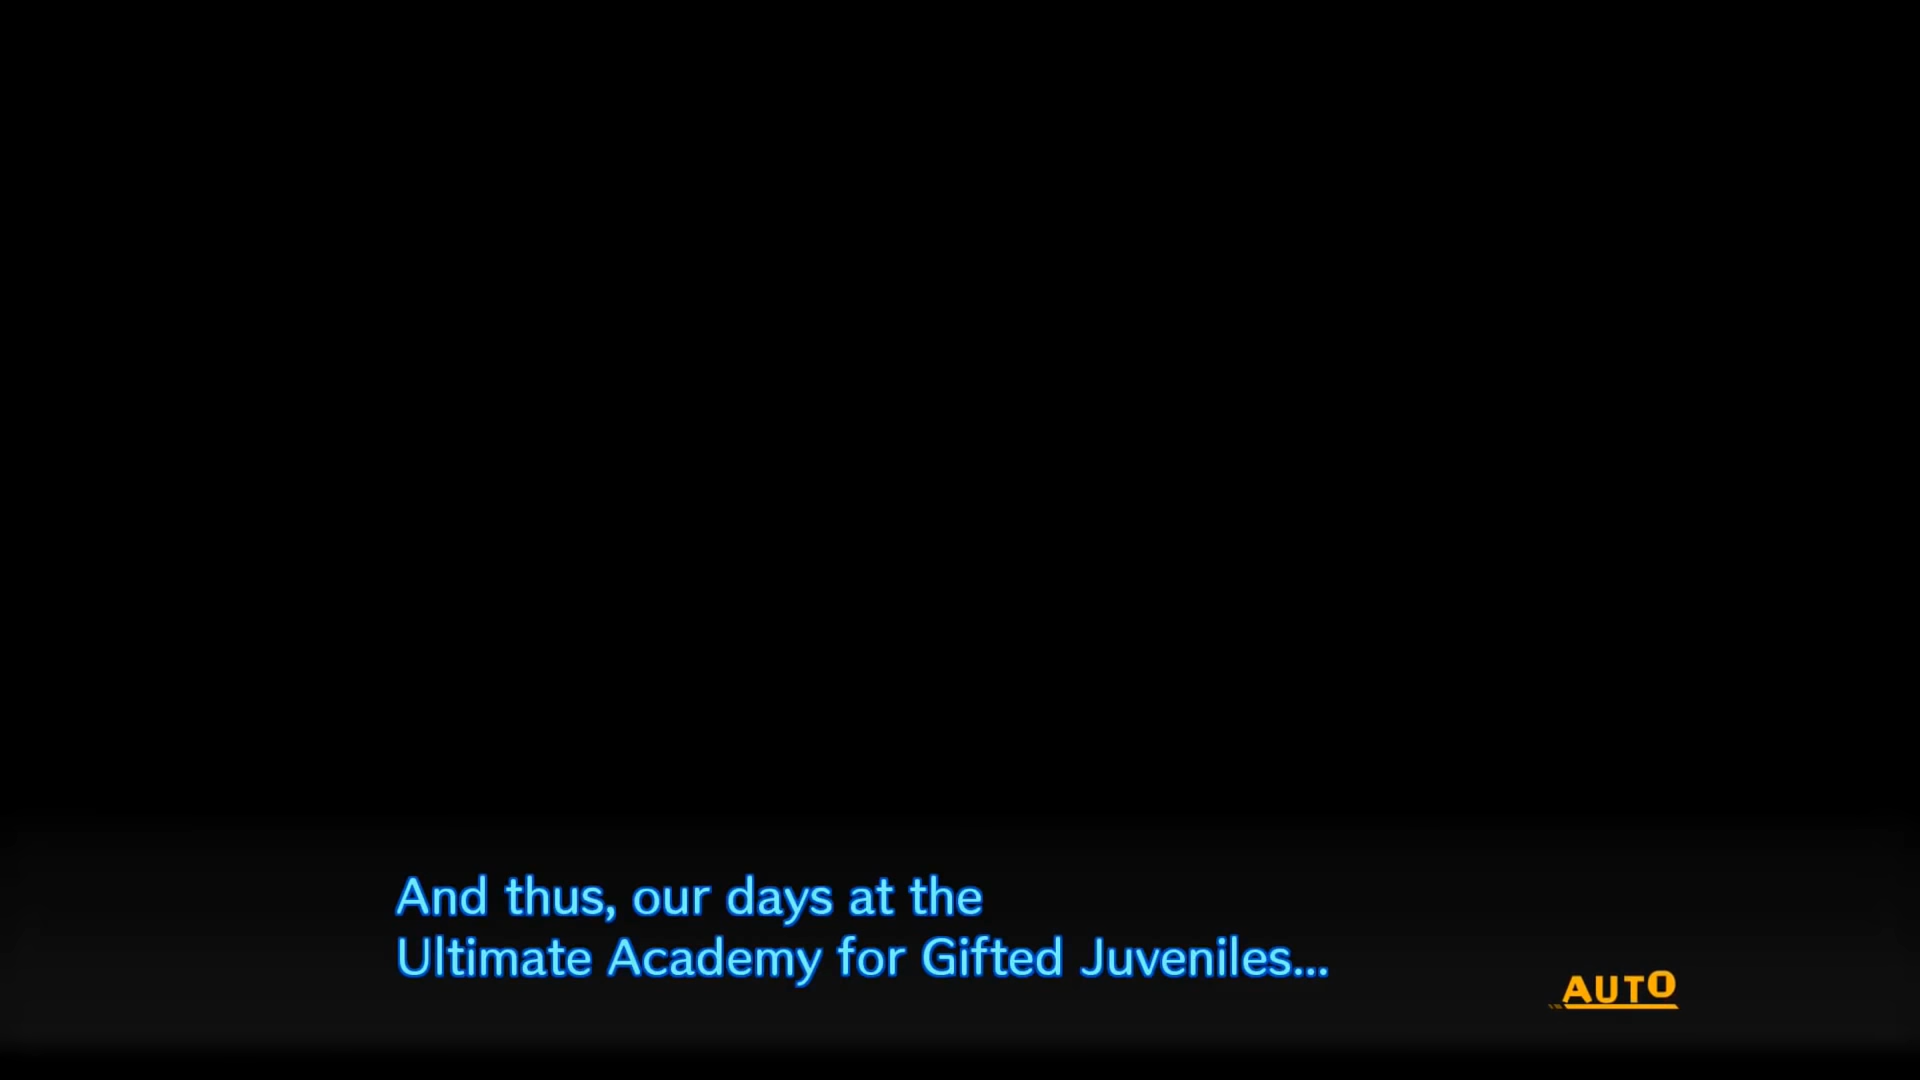 And thus, our days at the
Ultimate Academy for Gifted Juveniles...
AUTO